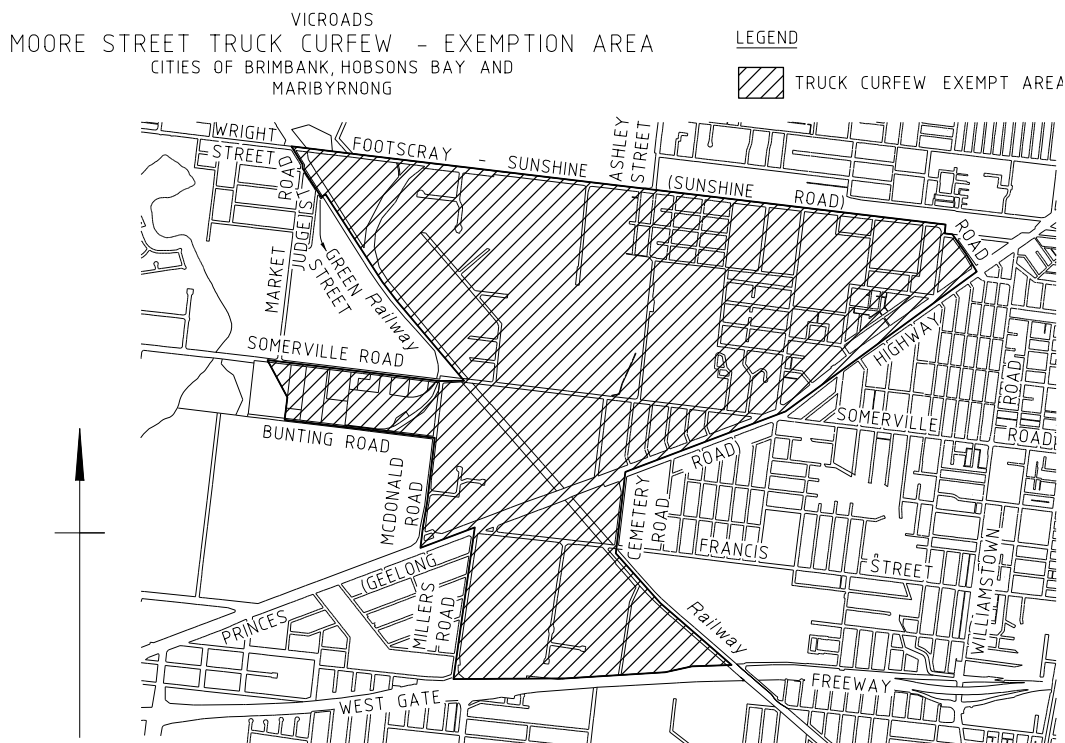 VICROADS
MOORE STREET TRUCK CURFEW - EXEMPTION AREA
CITIES OF BRIMBANK, HOBSONS BAY AND
MARIBYRNONG
LEGEND
TRUCK CURFEW EXEMPT AREA
WRIGHT
STREET
ROAD
JUDGE ST
MARKET
FOOTSCRAY - SUNSHINE
ASHLEY
STREET
(SUNSHINE ROAD)
ROAD
GREEN
STREET
Railway
SOMERVILLE ROAD
HIGHWAY
ROAD
SOMERVILLE
ROAD
BUNTING ROAD
ROAD)
MCDONALD
ROAD
CEMETERY
ROAD
FRANCIS
STREET
(GEELONG
MILLERS
ROAD
PRINCES
WILLIAMSTOWN
Railway
FREEWAY
WEST GATE